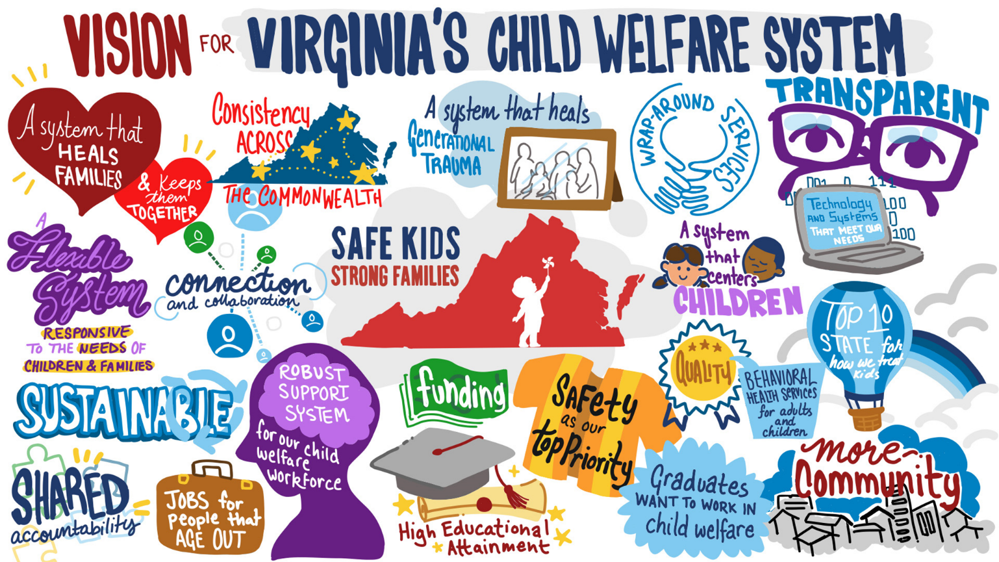 VISION FOR VIRGINIA'S CHILD WELFARE SYSTEM
A system that
HEALS
FAMILIES
& Keeps
them
TOGETHER
Consistency
ACROSS
THE COMMONWEALTH
A system that heals
Generational
TRAUMA
WRAP-AROUND SERVICES
TRANSPARENT
Technology
AND SYSTEMS
THAT MEET OUR
NEEDS
A
Flexible
System
RESPONSIVE
TO THE NEEDS OF
CHILDREN & FAMILIES
connection
and collaboration
SAFE KIDS
STRONG FAMILIES
A system
that
centers
CHILDREN
TOP 10
STATE for
how we treat
kids
SUSTAINABLE
ROBUST
SUPPORT
SYSTEM
for our child
welfare
workforce
funding
SAFety
as our
top Priority
QUALITY
BEHAVIORAL
HEALTH SERVICES
for adults
and
children
SHARED
accountability
JOBS for
people that
AGE OUT
High Educational
Attainment
Graduates
WANT TO WORK IN
child welfare
more
Community